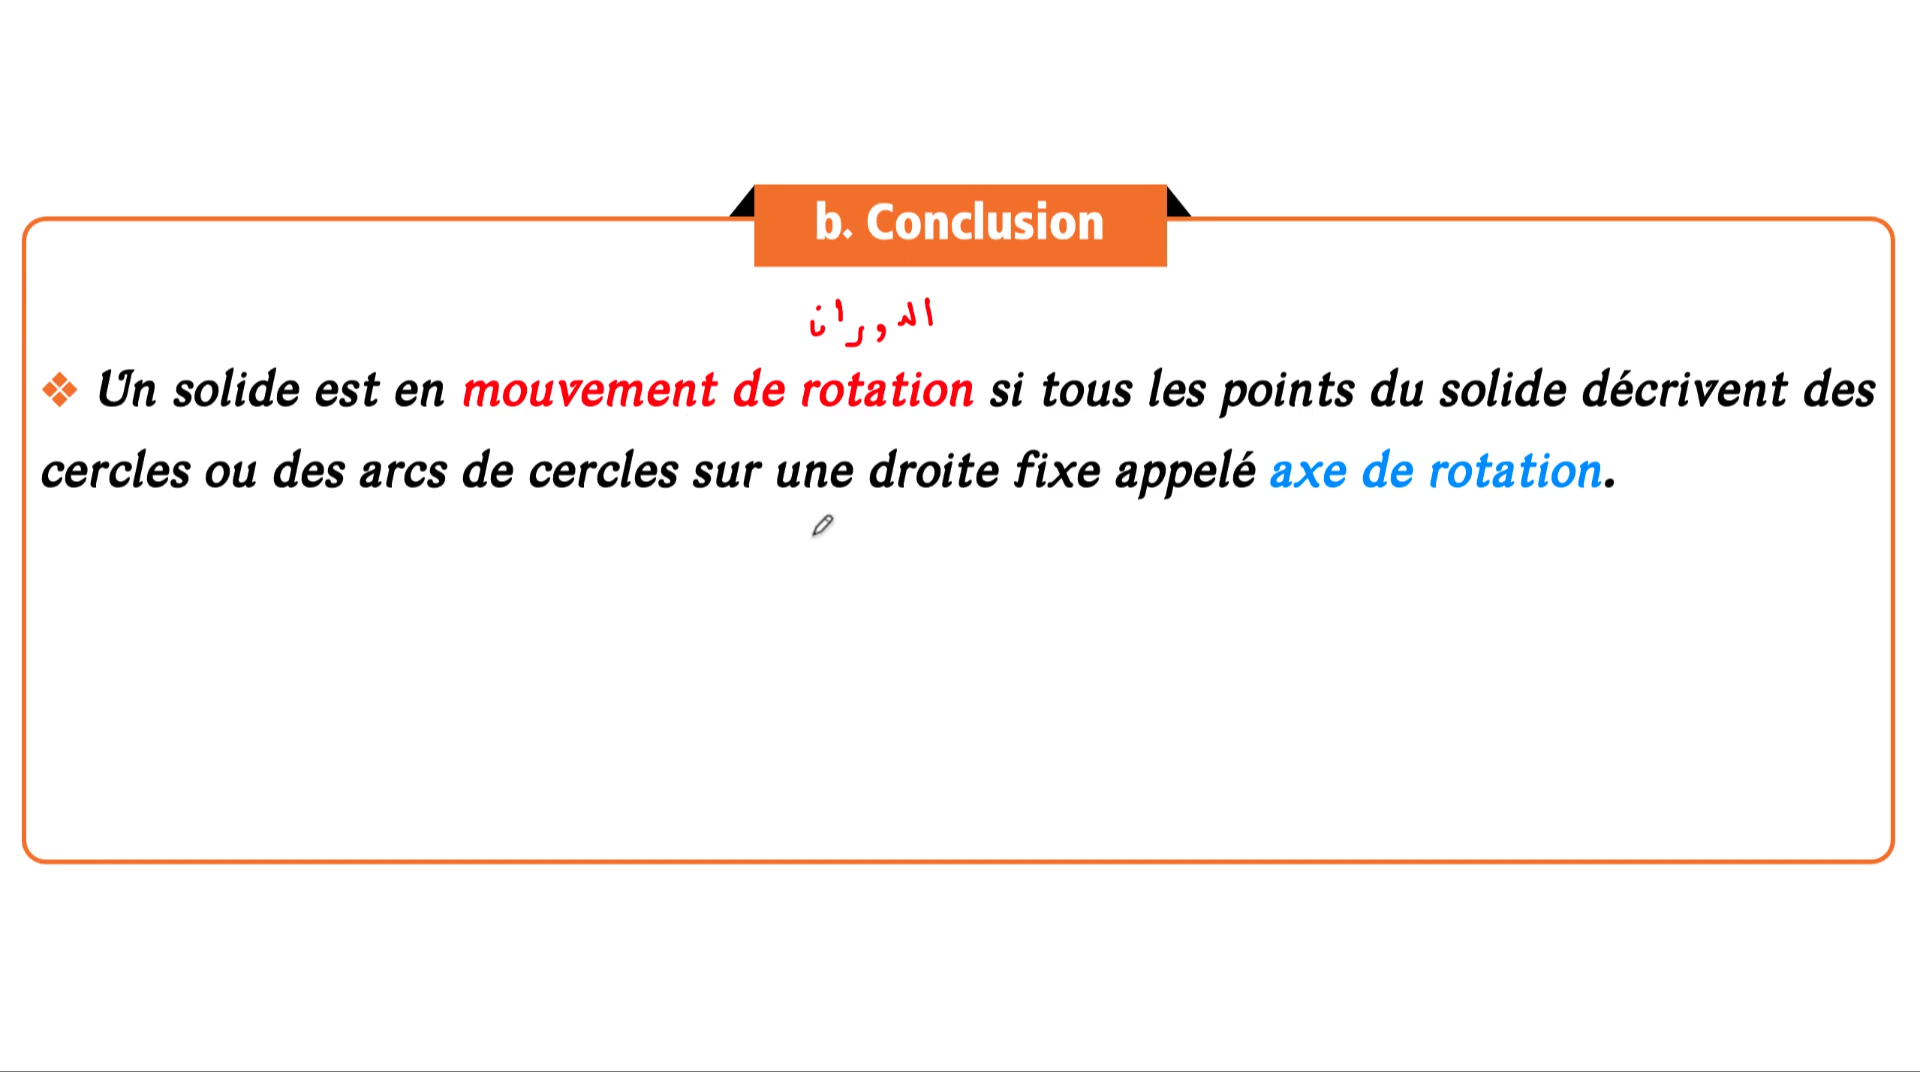 b. Conclusion
الدوران
Un solide est en mouvement de rotation si tous les points du solide décrivent des
cercles ou des arcs de cercles sur une droite fixe appelé axe de rotation.